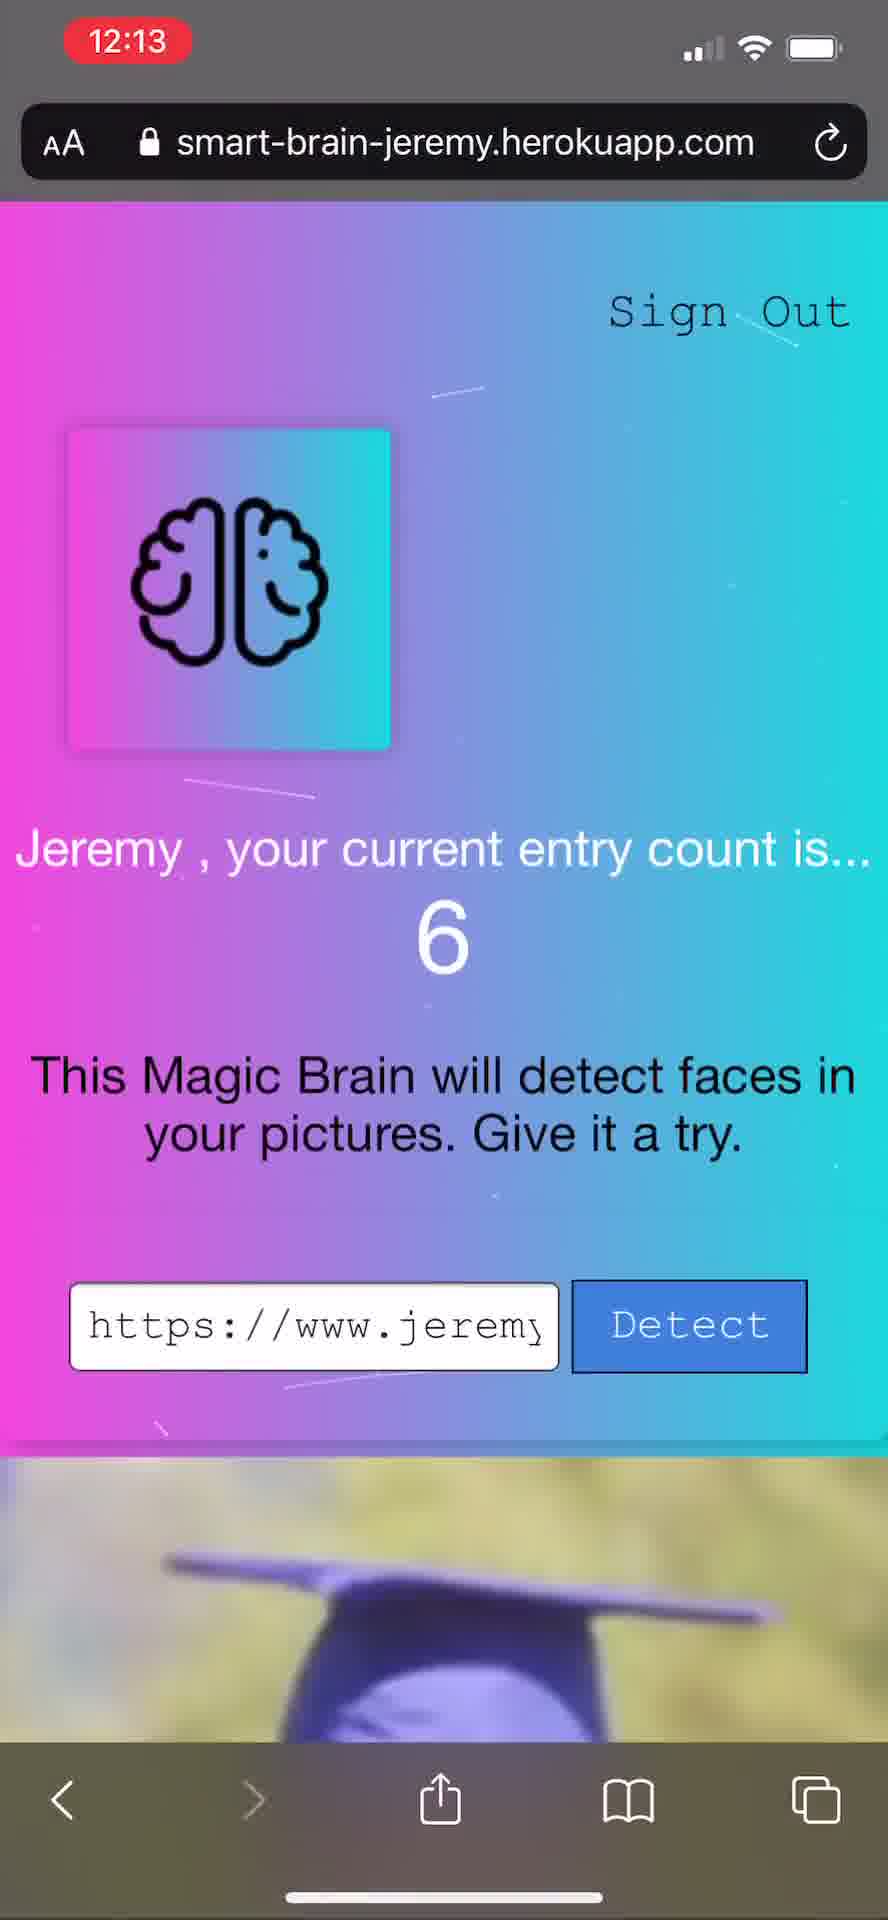 12:13
AA smart-brain-jeremy.herokuapp.com
Sign Out
Jeremy , your current entry count is...
6
This Magic Brain will detect faces in
your pictures. Give it a try.
https://www.jeremy Detect